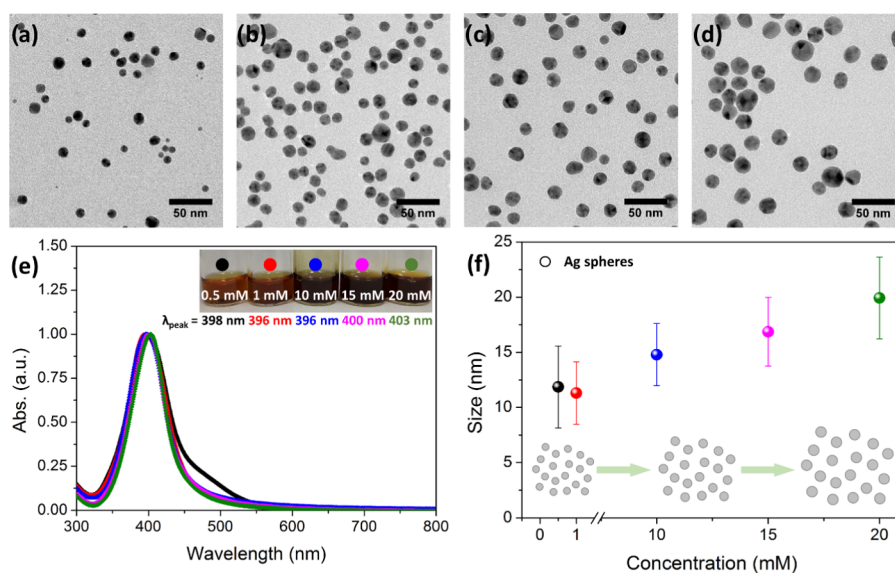 (a)
(b)
(c)
(d)
50 nm
50 nm
50 nm
50 nm
(e)
1.50
1.25
1.00
0.75
0.50
0.25
0.00
Abs. (a.u.)
0.5 mM 1 mM 10 mM 15 mM 20 mM
λpeak = 398 nm 396 nm 396 nm 400 nm 403 nm
300 400 500 600 700 800
Wavelength (nm)
(f)
25
20
15
10
5
0
Size (nm)
Ag spheres
0 1 10 15 20
Concentration (mM)